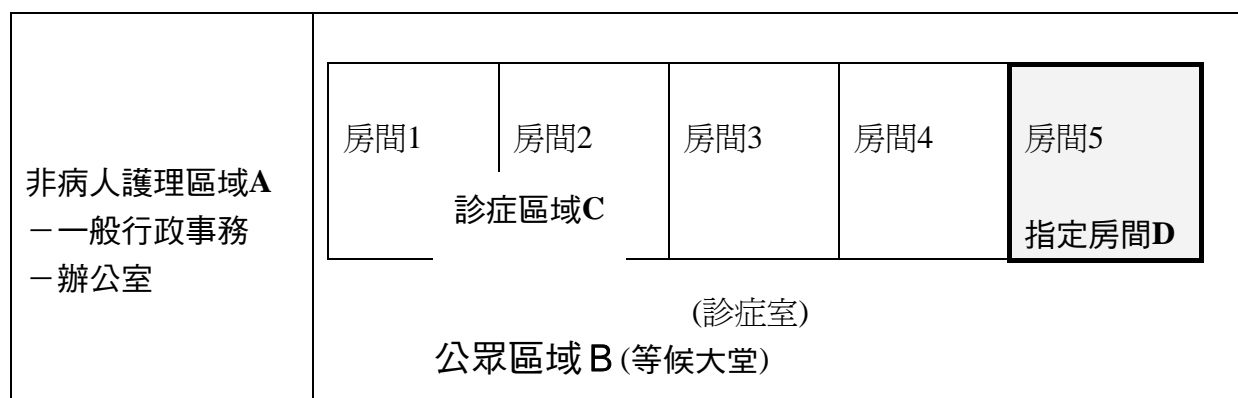 房間1
房間2
房間3
房間4
房間5
非病人護理區域A
－一般行政事務
－辦公室
診症區域C
指定房間D
(診症室)
公眾區域B(等候大堂)